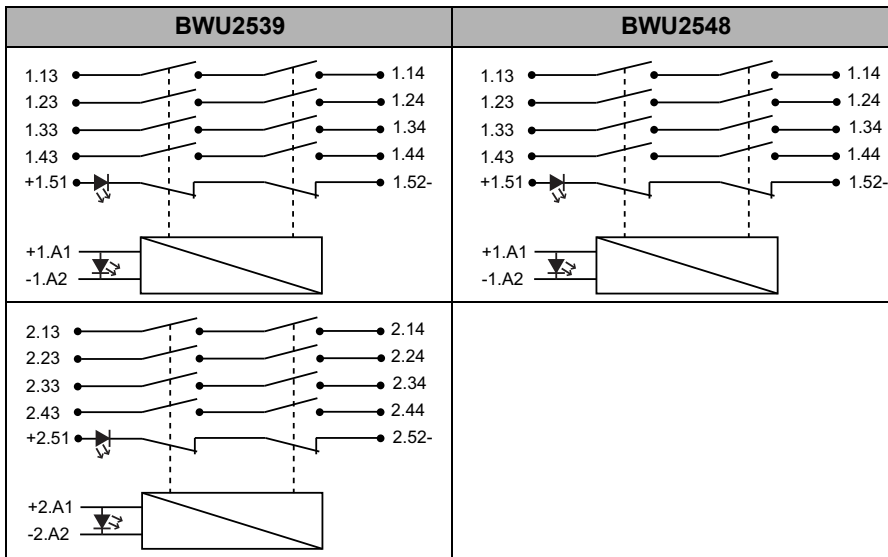 BWU2539 BWU2548
1.13 1.14 1.13 1.14
1.23 1.24 1.23 1.24
1.33 1.34 1.33 1.34
1.43 1.44 1.43 1.44
+1.51 1.52- +1.51 1.52-
+1.A1 +1.A1
-1.A2 -1.A2
2.13 2.14
2.23 2.24
2.33 2.34
2.43 2.44
+2.51 2.52-
+2.A1
-2.A2